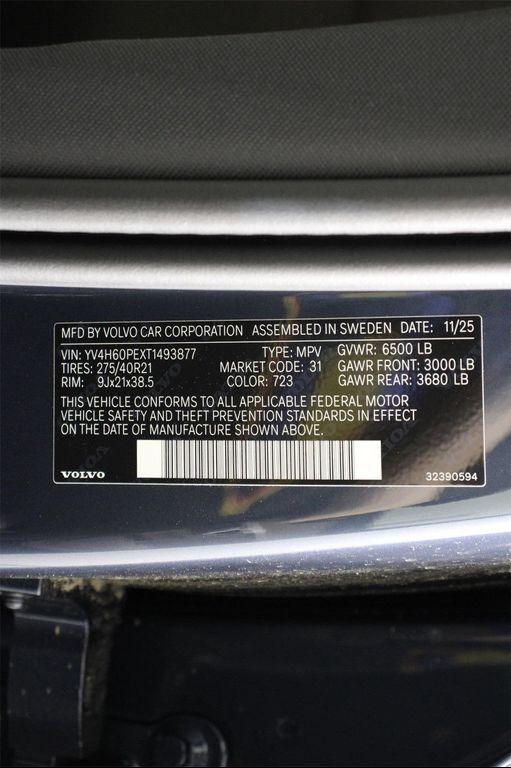 MFD BY VOLVO CAR CORPORATION ASSEMBLED IN SWEDEN DATE: 11/25
VIN: YV4H60PEXT1493877 TYPE: MPV GVWR: 6500 LB
TIRES: 275/40R21 MARKET CODE: 31 GAWR FRONT: 3000 LB
RIM: 9Jx21x38.5 COLOR: 723 GAWR REAR: 3680 LB
THIS VEHICLE CONFORMS TO ALL APPLICABLE FEDERAL MOTOR
VEHICLE SAFETY AND THEFT PREVENTION STANDARDS IN EFFECT
ON THE DATE OF MANUFACTURE SHOWN ABOVE.
VOLVO 32390594